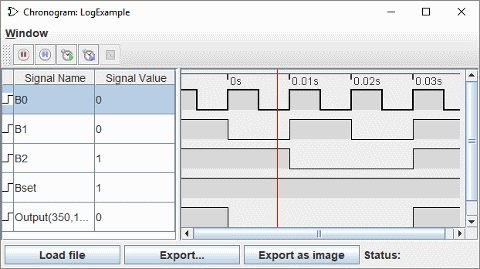 Chronogram: LogExample
Window
Signal Name Signal Value
0s 0.01s 0.02s 0.03s
B0 0
B1 0
B2 1
Bset 1
Output(350,1... 0
Load file Export... Export as image Status: